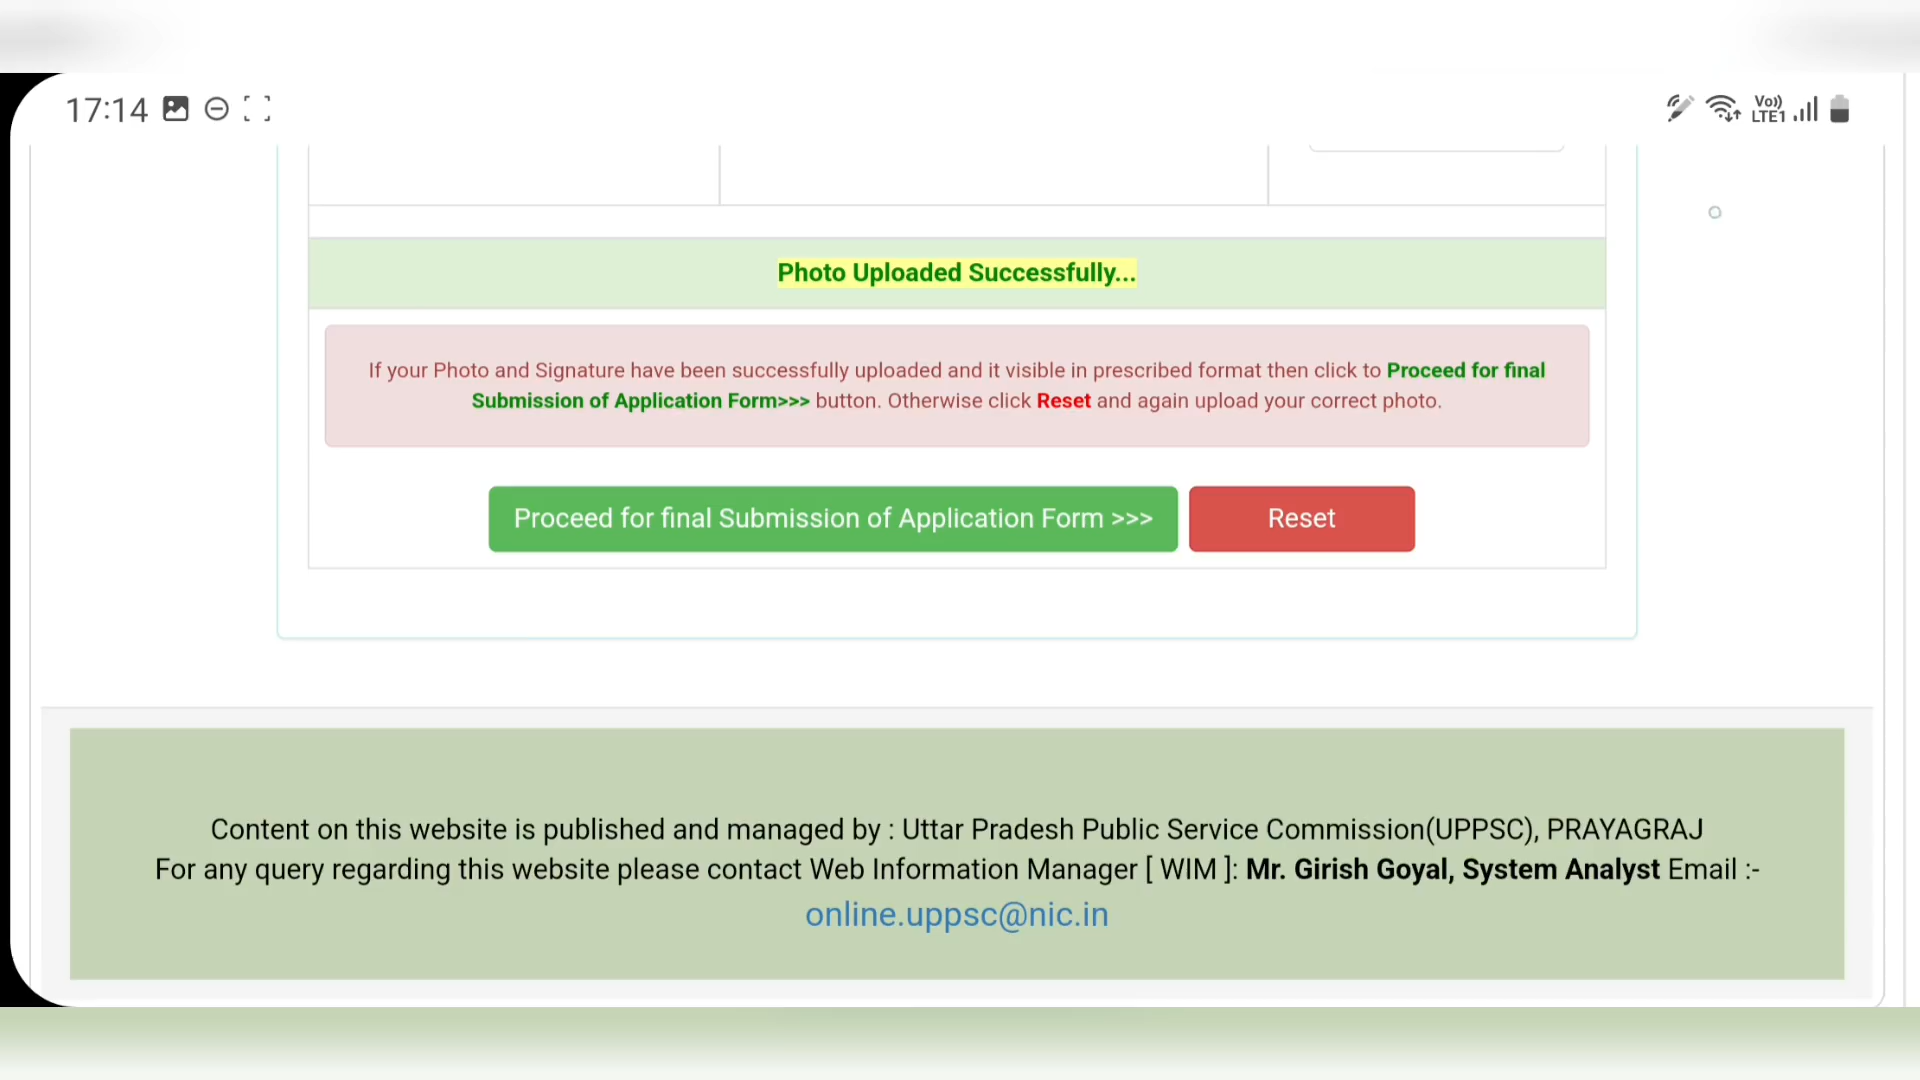 17:14
Vo)) LTE1
Photo Uploaded Successfully...
If your Photo and Signature have been successfully uploaded and it visible in prescribed format then click to Proceed for final
Submission of Application Form>>> button. Otherwise click Reset and again upload your correct photo.
Proceed for final Submission of Application Form >>>
Reset
Content on this website is published and managed by : Uttar Pradesh Public Service Commission(UPPSC), PRAYAGRAJ
For any query regarding this website please contact Web Information Manager [ WIM ]: Mr. Girish Goyal, System Analyst Email :-
online.uppsc@nic.in